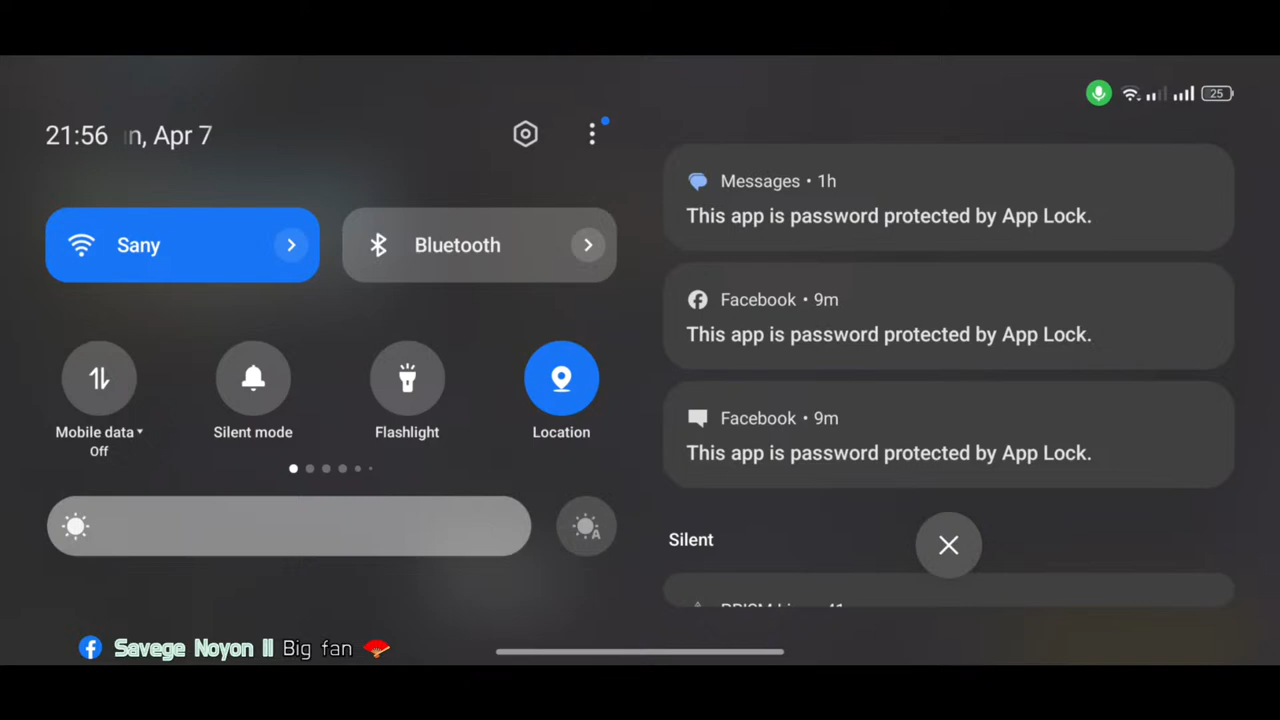 25
21:56 n, Apr 7
Sany
Bluetooth
Mobile data
Off
Silent mode
Flashlight
Location
Messages • 1h
This app is password protected by App Lock.
Facebook • 9m
This app is password protected by App Lock.
Facebook • 9m
This app is password protected by App Lock.
Silent
Savege Noyon ll Big fan